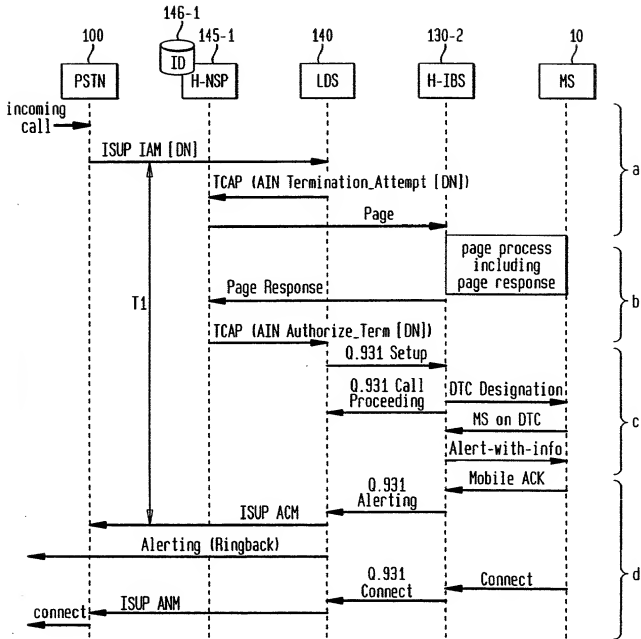 146-1
100
145-1
140
130-2
10
ID
PSTN
H-NSP
LDS
H-IBS
MS
incoming
call
ISUP IAM [DN]
a
TCAP (AIN Termination_Attempt [DN])
Page
page process
including
page response
Page Response
T1
b
TCAP (AIN Authorize_Term [DN])
Q.931 Setup
Q.931 Call
Proceeding
DTC Designation
MS on DTC
c
Alert-with-info
Mobile ACK
Q.931
Alerting
ISUP ACM
Alerting (Ringback)
d
Q.931
Connect
Connect
ISUP ANM
connect